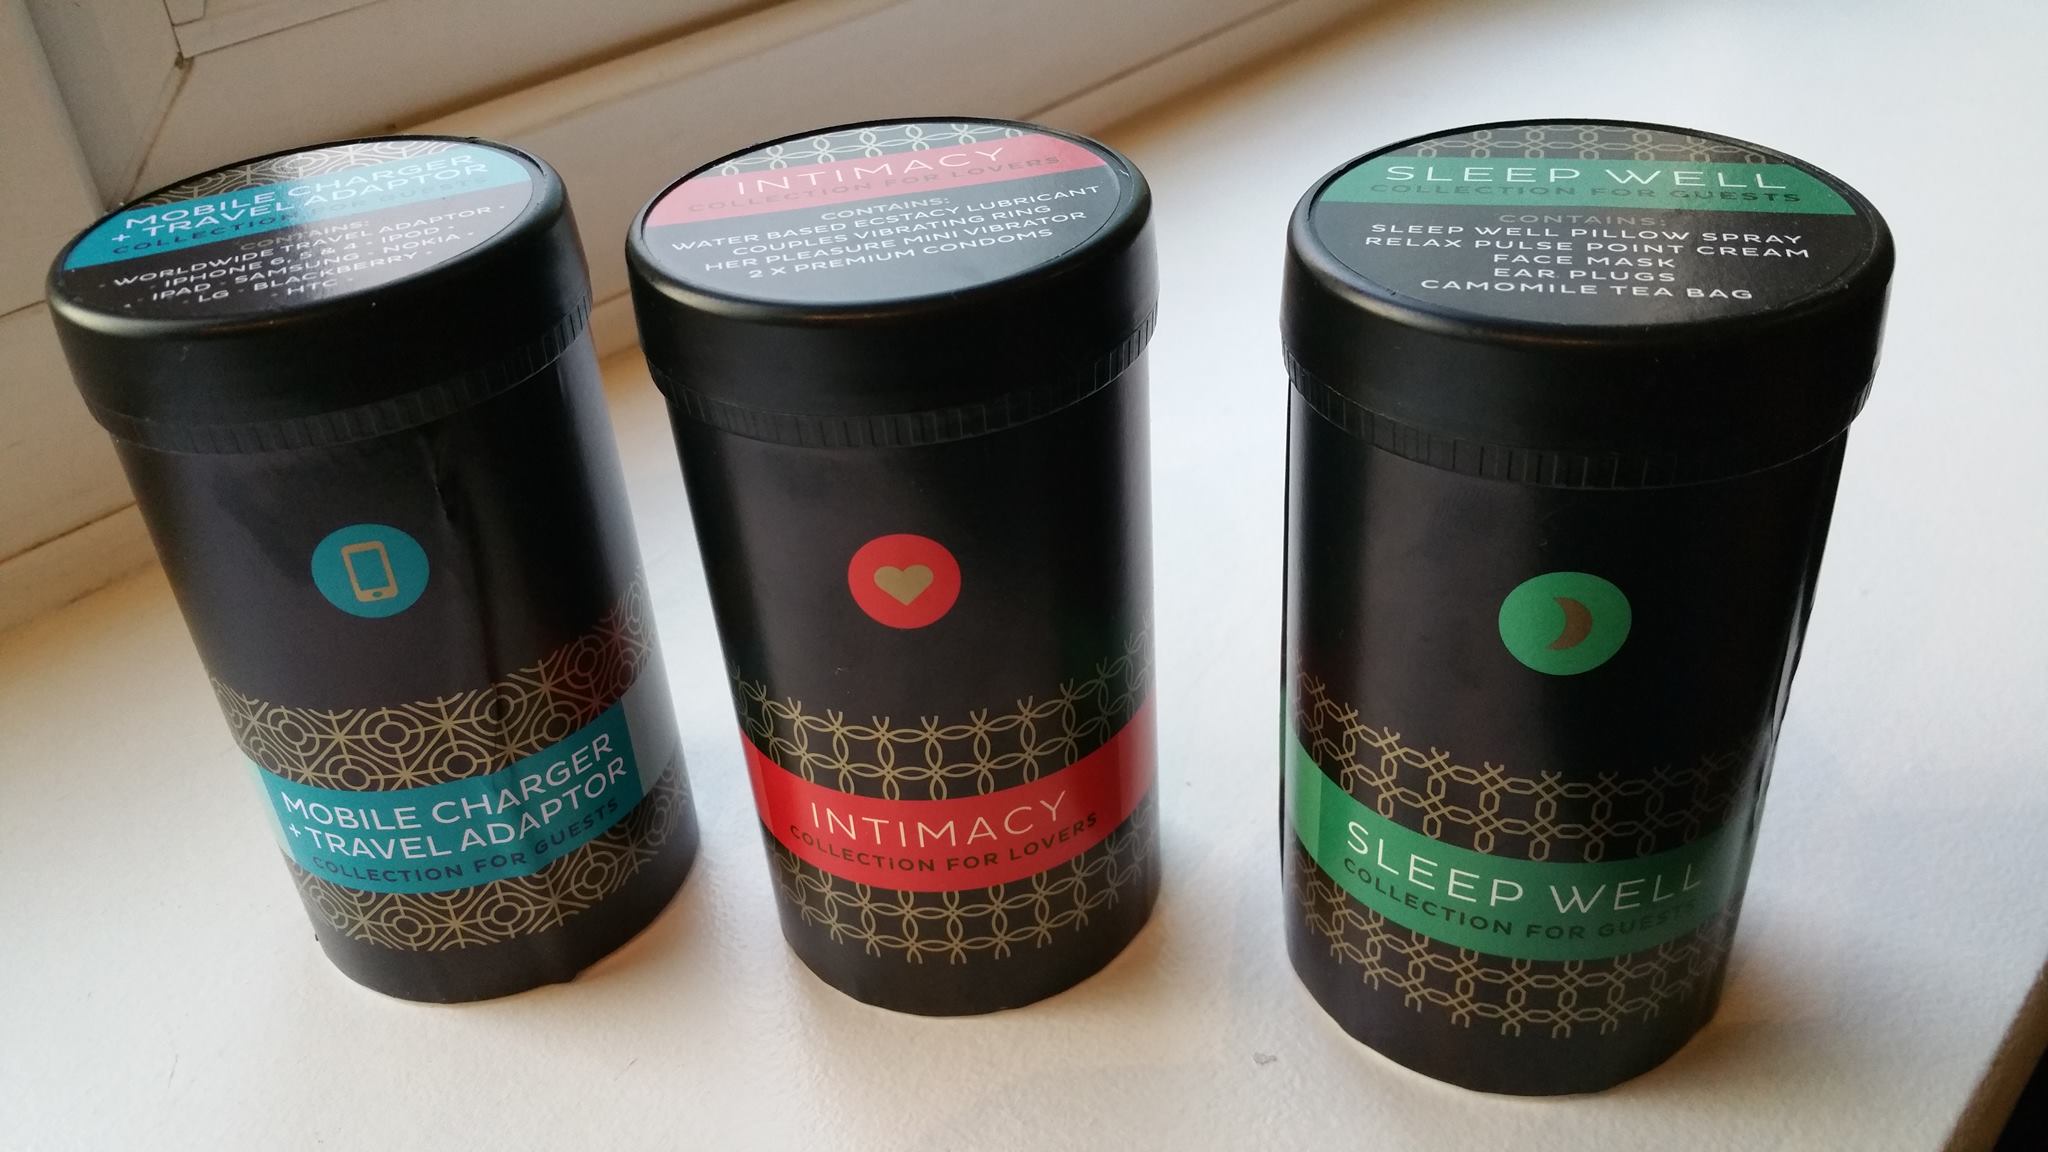 MOBILE CHARGER
+ TRAVEL ADAPTOR
COLLECTION FOR GUESTS
CONTAINS:
· WORLDWIDE TRAVEL ADAPTOR ·
· IPHONE 6, 5 & 4 · IPOD ·
· IPAD · SAMSUNG · NOKIA ·
· LG · BLACKBERRY ·
· HTC ·
MOBILE CHARGER
+ TRAVEL ADAPTOR
COLLECTION FOR GUESTS
INTIMACY
COLLECTION FOR LOVERS
CONTAINS:
WATER BASED ECSTACY LUBRICANT
COUPLES VIBRATING RING
HER PLEASURE MINI VIBRATOR
2 X PREMIUM CONDOMS
INTIMACY
COLLECTION FOR LOVERS
SLEEP WELL
COLLECTION FOR GUESTS
CONTAINS:
SLEEP WELL PILLOW SPRAY
RELAX PULSE POINT CREAM
FACE MASK
EAR PLUGS
CAMOMILE TEA BAG
SLEEP WELL
COLLECTION FOR GUESTS